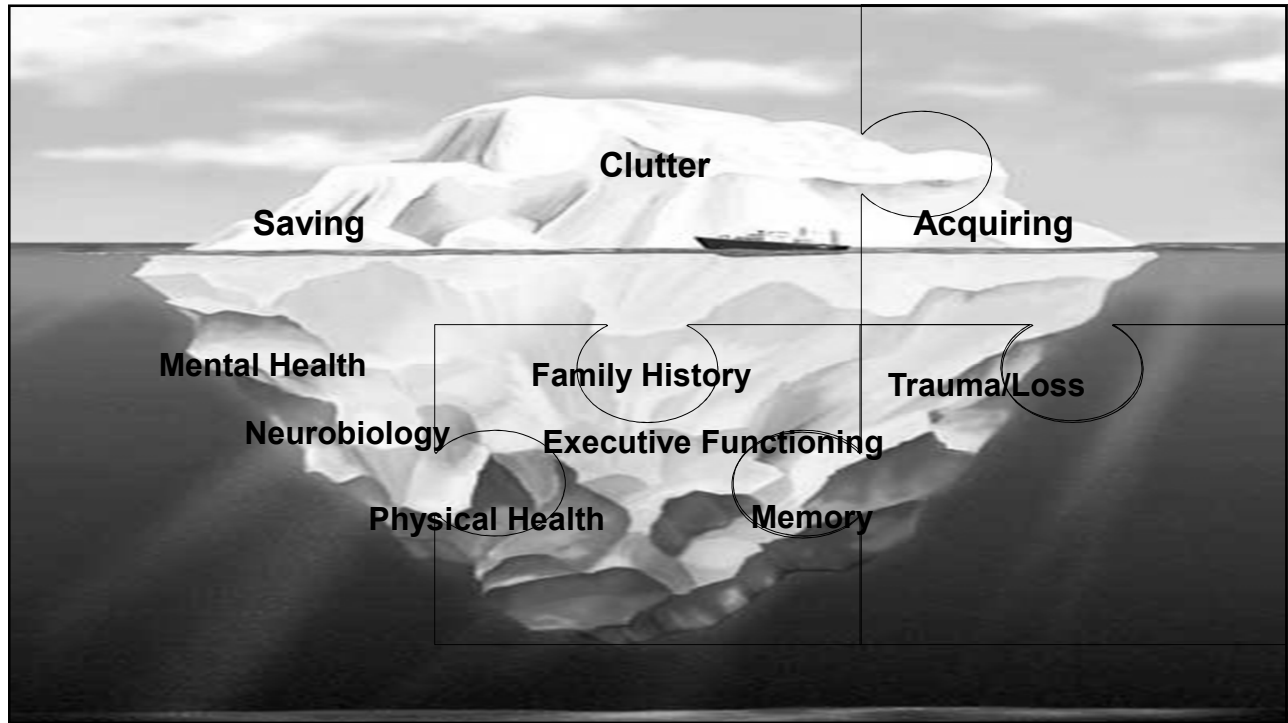 Clutter
Saving
Acquiring
Mental Health
Family History
Trauma/Loss
Neurobiology
Executive Functioning
Physical Health
Memory